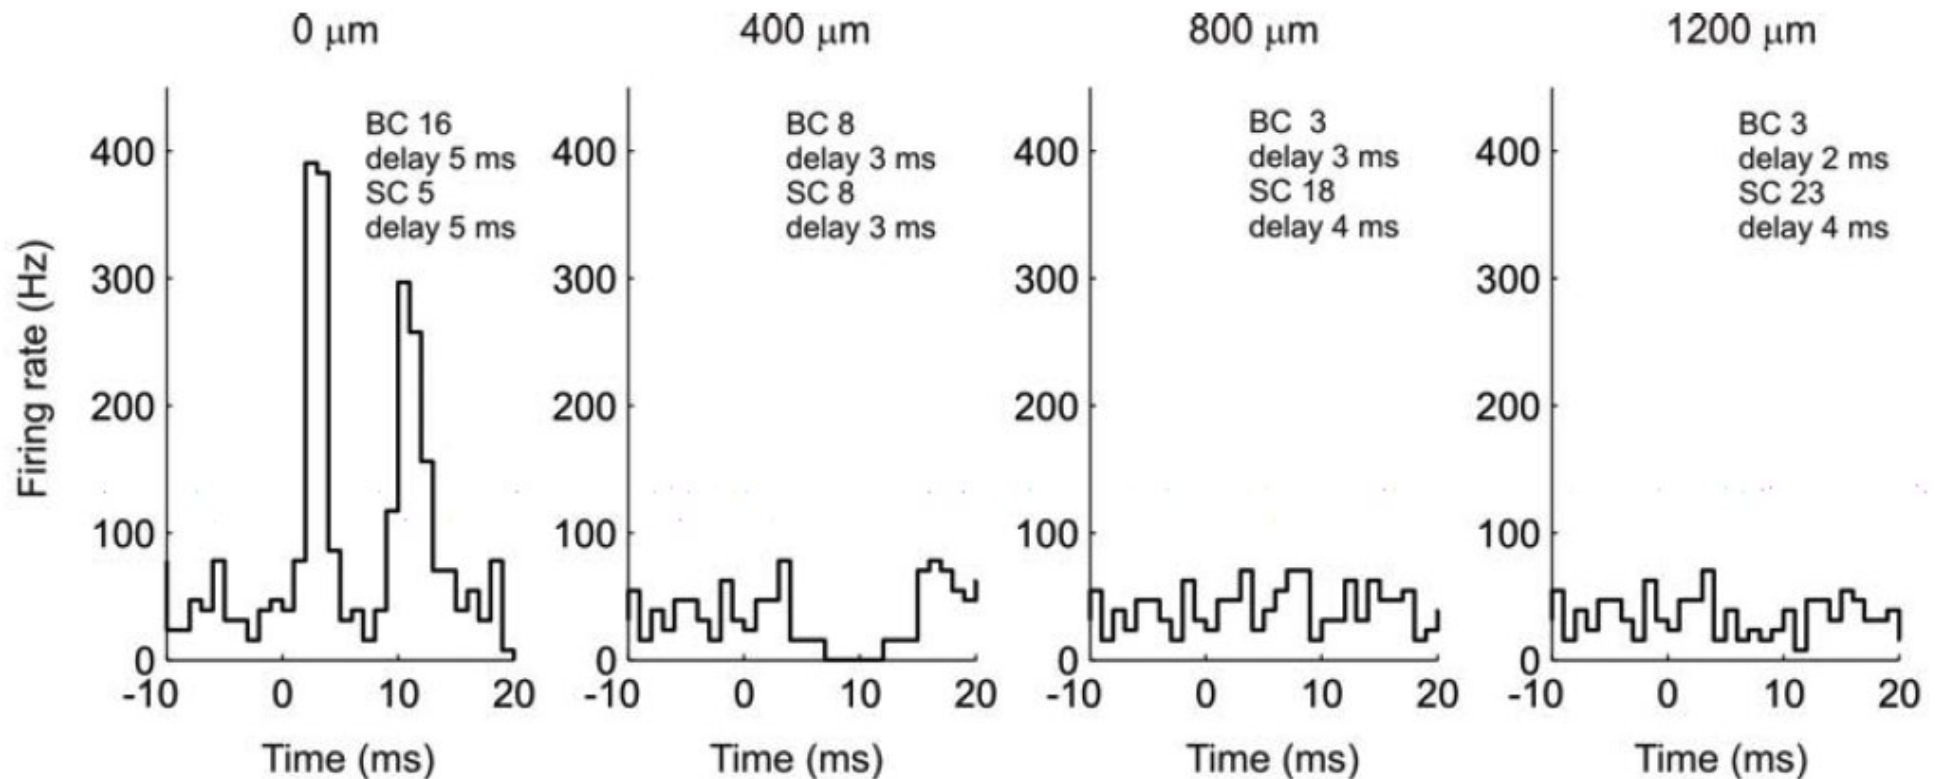 0 μm
400 μm
800 μm
1200 μm
Firing rate (Hz)
400
300
200
100
0
-10
0
10
20
Time (ms)
BC 16
delay 5 ms
SC 5
delay 5 ms
400
300
200
100
0
-10
0
10
20
Time (ms)
BC 8
delay 3 ms
SC 8
delay 3 ms
400
300
200
100
0
-10
0
10
20
Time (ms)
BC 3
delay 3 ms
SC 18
delay 4 ms
400
300
200
100
0
-10
0
10
20
Time (ms)
BC 3
delay 2 ms
SC 23
delay 4 ms